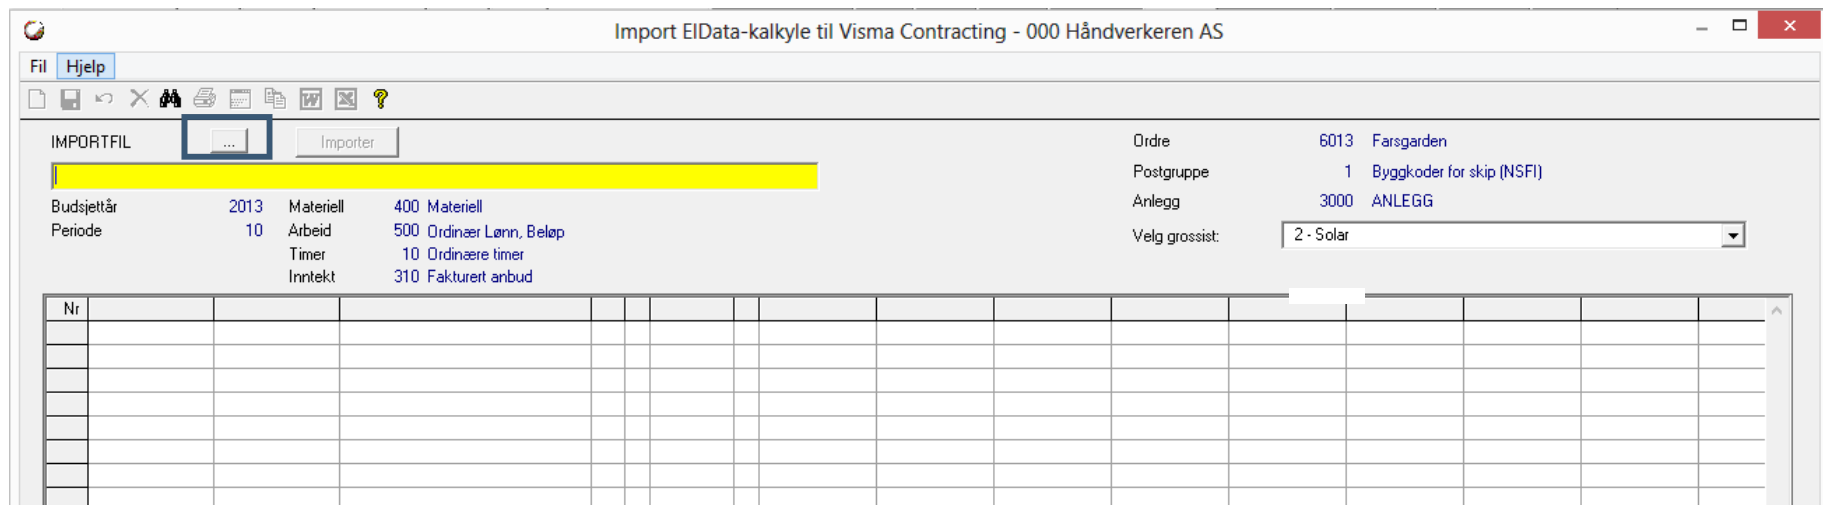 Import ElData-kalkyle til Visma Contracting - 000 Håndverkeren AS
Fil Hjelp
IMPORTFIL ... Importer
Ordre 6013 Farsgarden
Postgruppe 1 Byggkoder for skip (NSFI)
Anlegg 3000 ANLEGG
Velg grossist: 2 - Solar
Budsjettår 2013 Materiell 400 Materiell
Periode 10 Arbeid 500 Ordinær Lønn, Beløp
Timer 10 Ordinære timer
Inntekt 310 Fakturert anbud
Nr